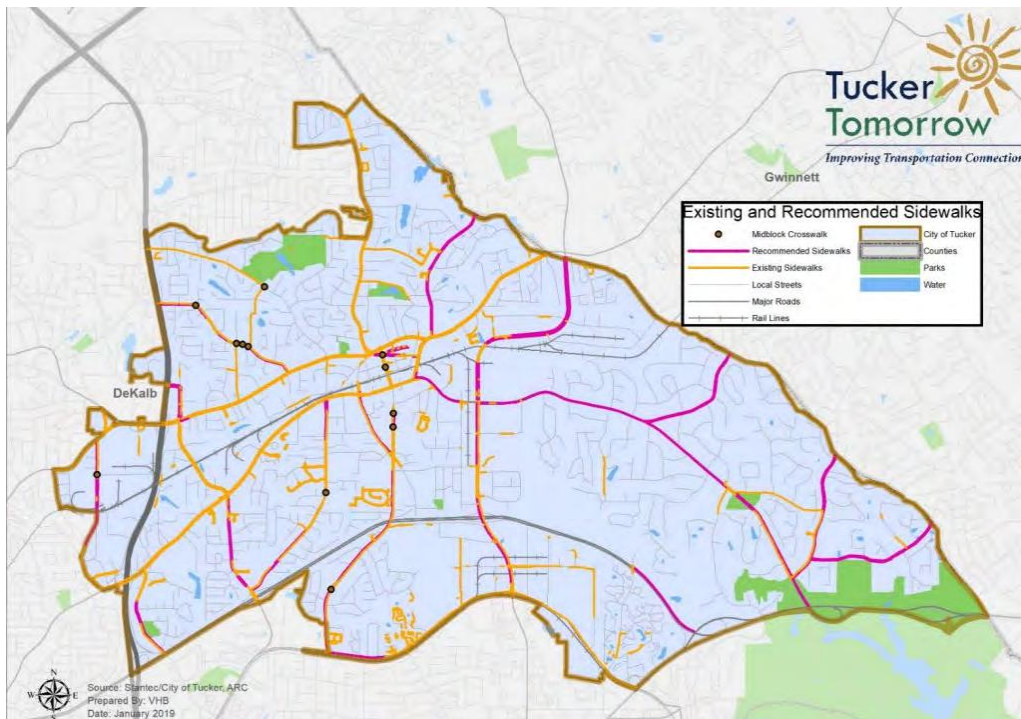 Tucker
Tomorrow
Improving Transportation Connection
Gwinnett
Existing and Recommended Sidewalks
Midblock Crosswalk
Recommended Sidewalks
Existing Sidewalks
Local Streets
Major Roads
Rail Lines
City of Tucker
Counties
Parks
Water
DeKalb
N
W
E
S
Source: Stantec/City of Tucker, ARC
Prepared By: VHB
Date: January 2019